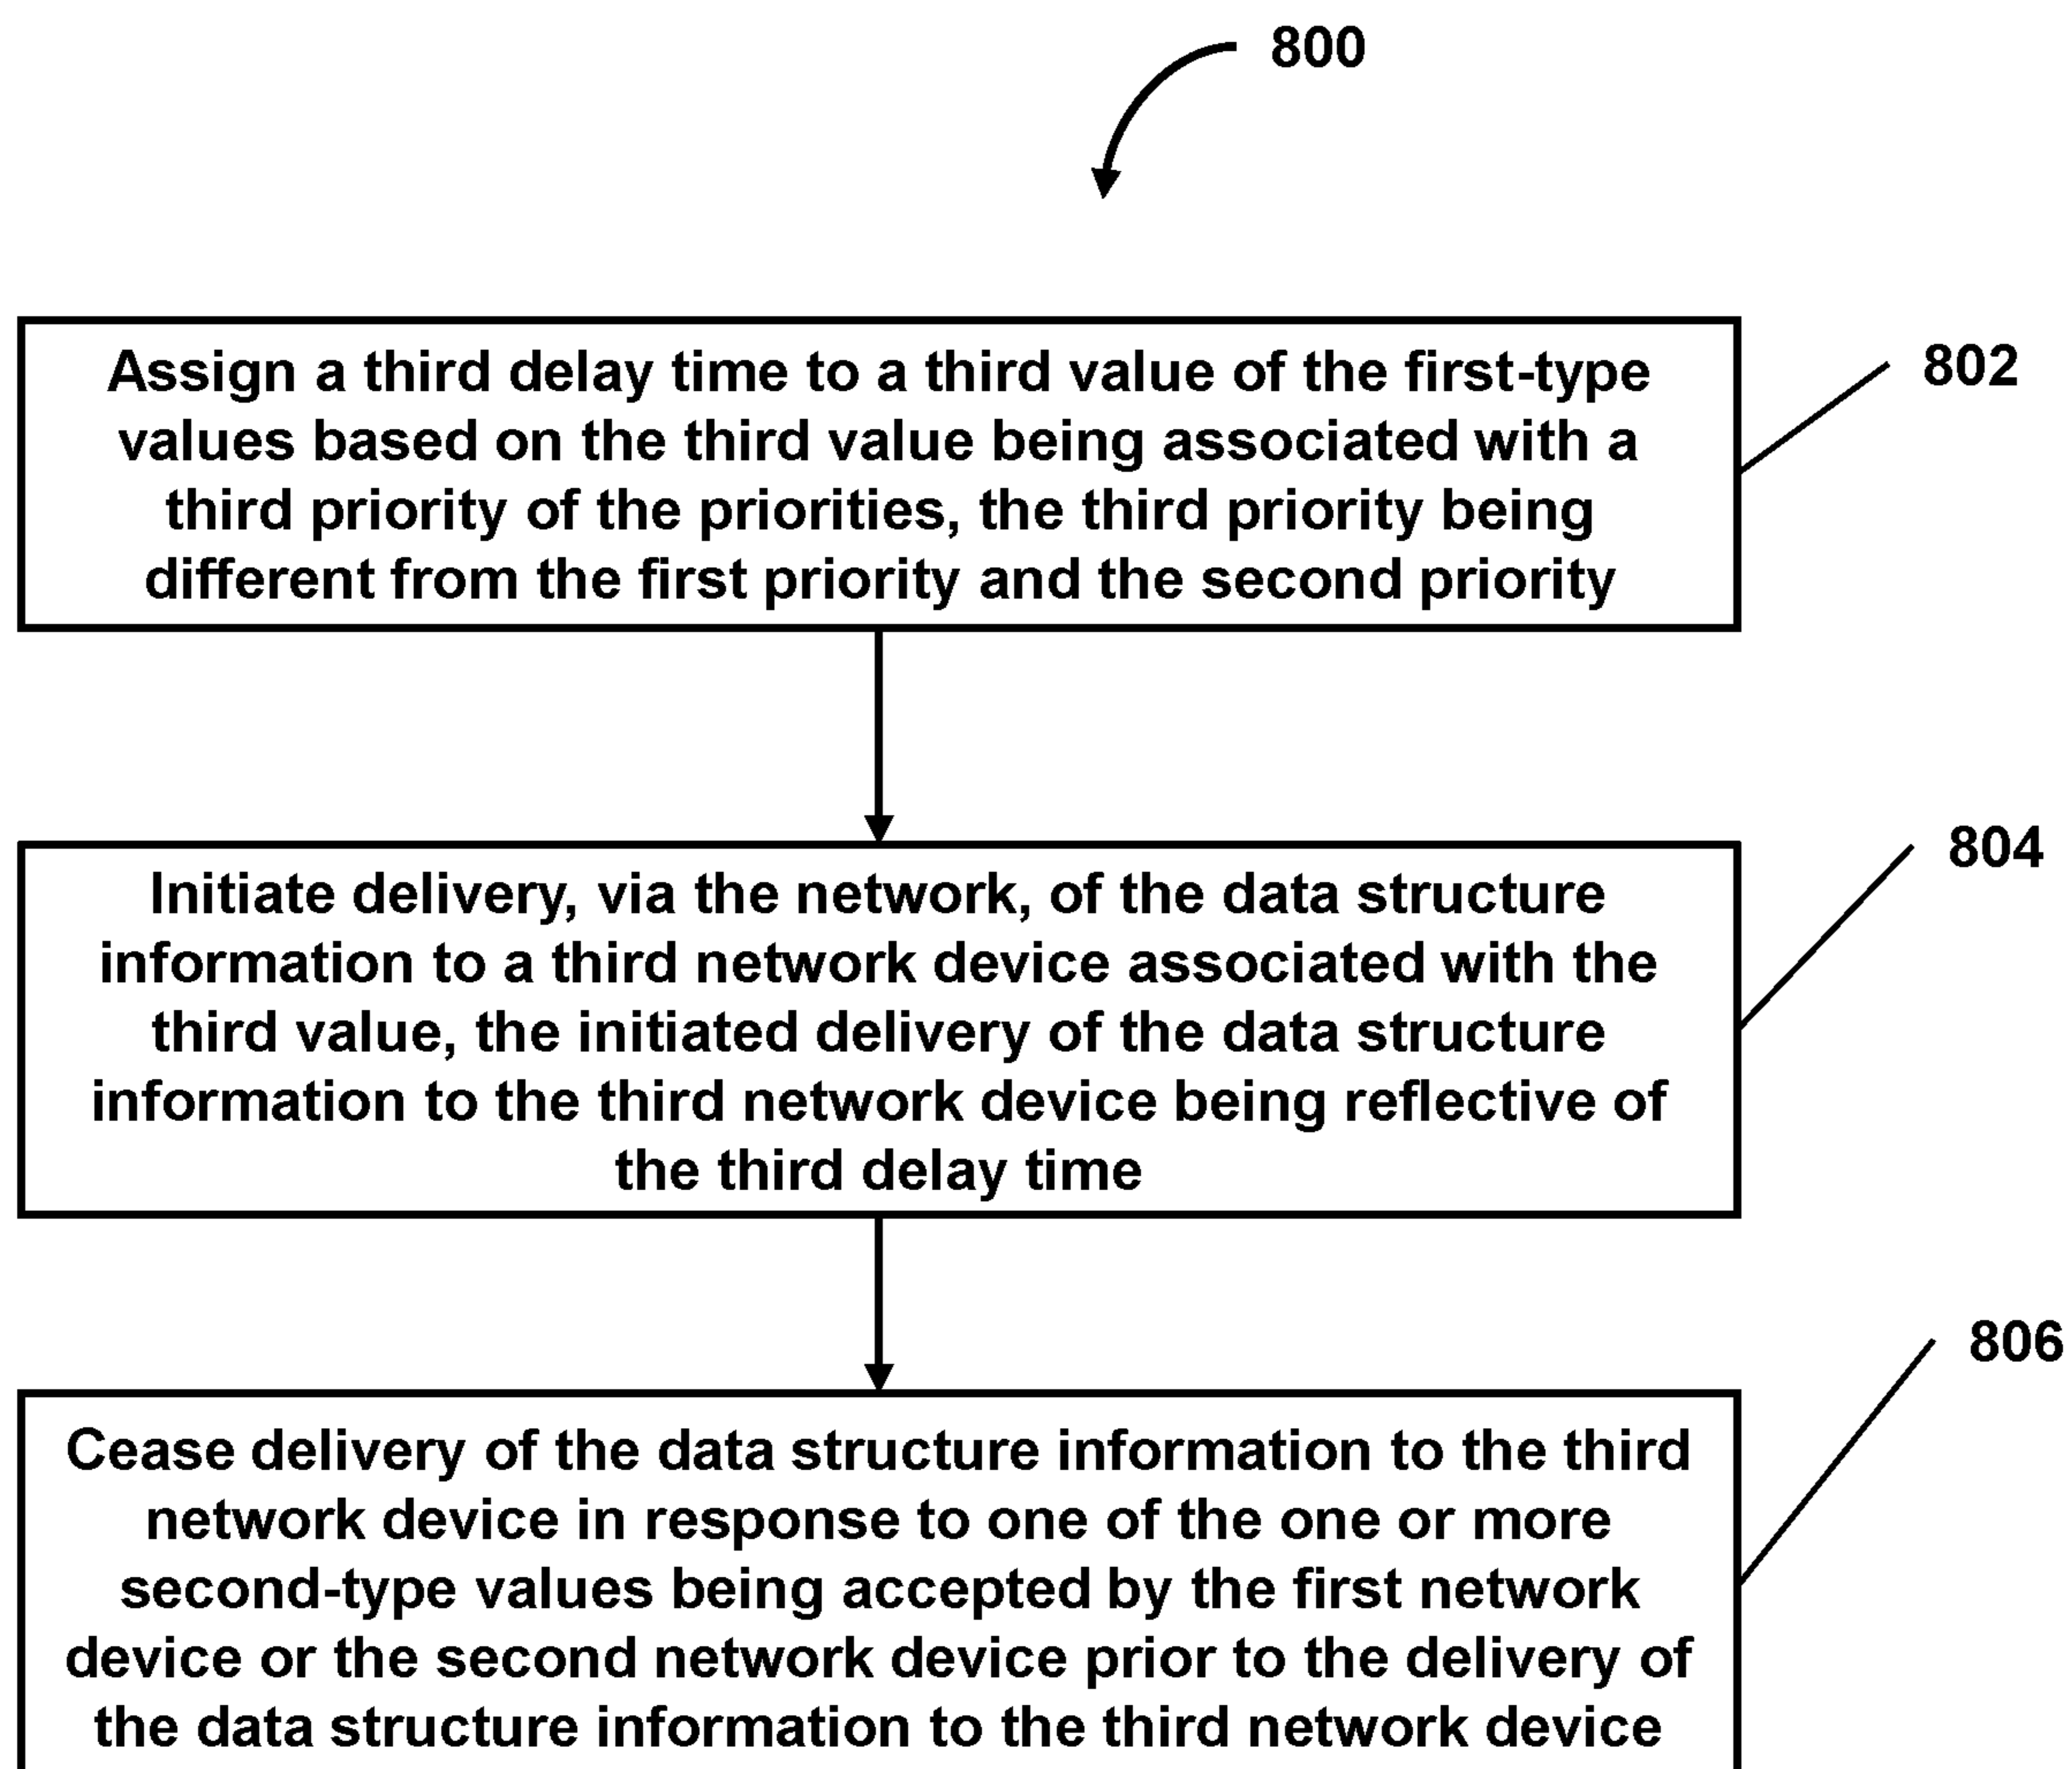 800
Assign a third delay time to a third value of the first-type
values based on the third value being associated with a
third priority of the priorities, the third priority being
different from the first priority and the second priority
802
Initiate delivery, via the network, of the data structure
information to a third network device associated with the
third value, the initiated delivery of the data structure
information to the third network device being reflective of
the third delay time
804
Cease delivery of the data structure information to the third
network device in response to one of the one or more
second-type values being accepted by the first network
device or the second network device prior to the delivery of
the data structure information to the third network device
806